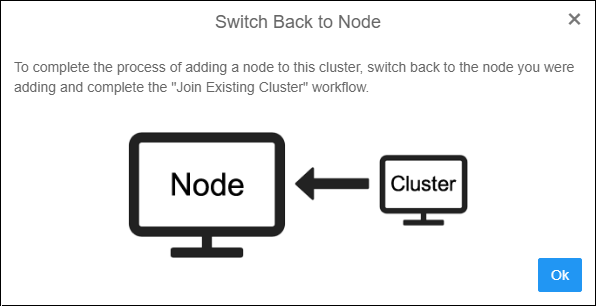 Switch Back to Node
×
To complete the process of adding a node to this cluster, switch back to the node you were
adding and complete the "Join Existing Cluster" workflow.
Node
Cluster
Ok